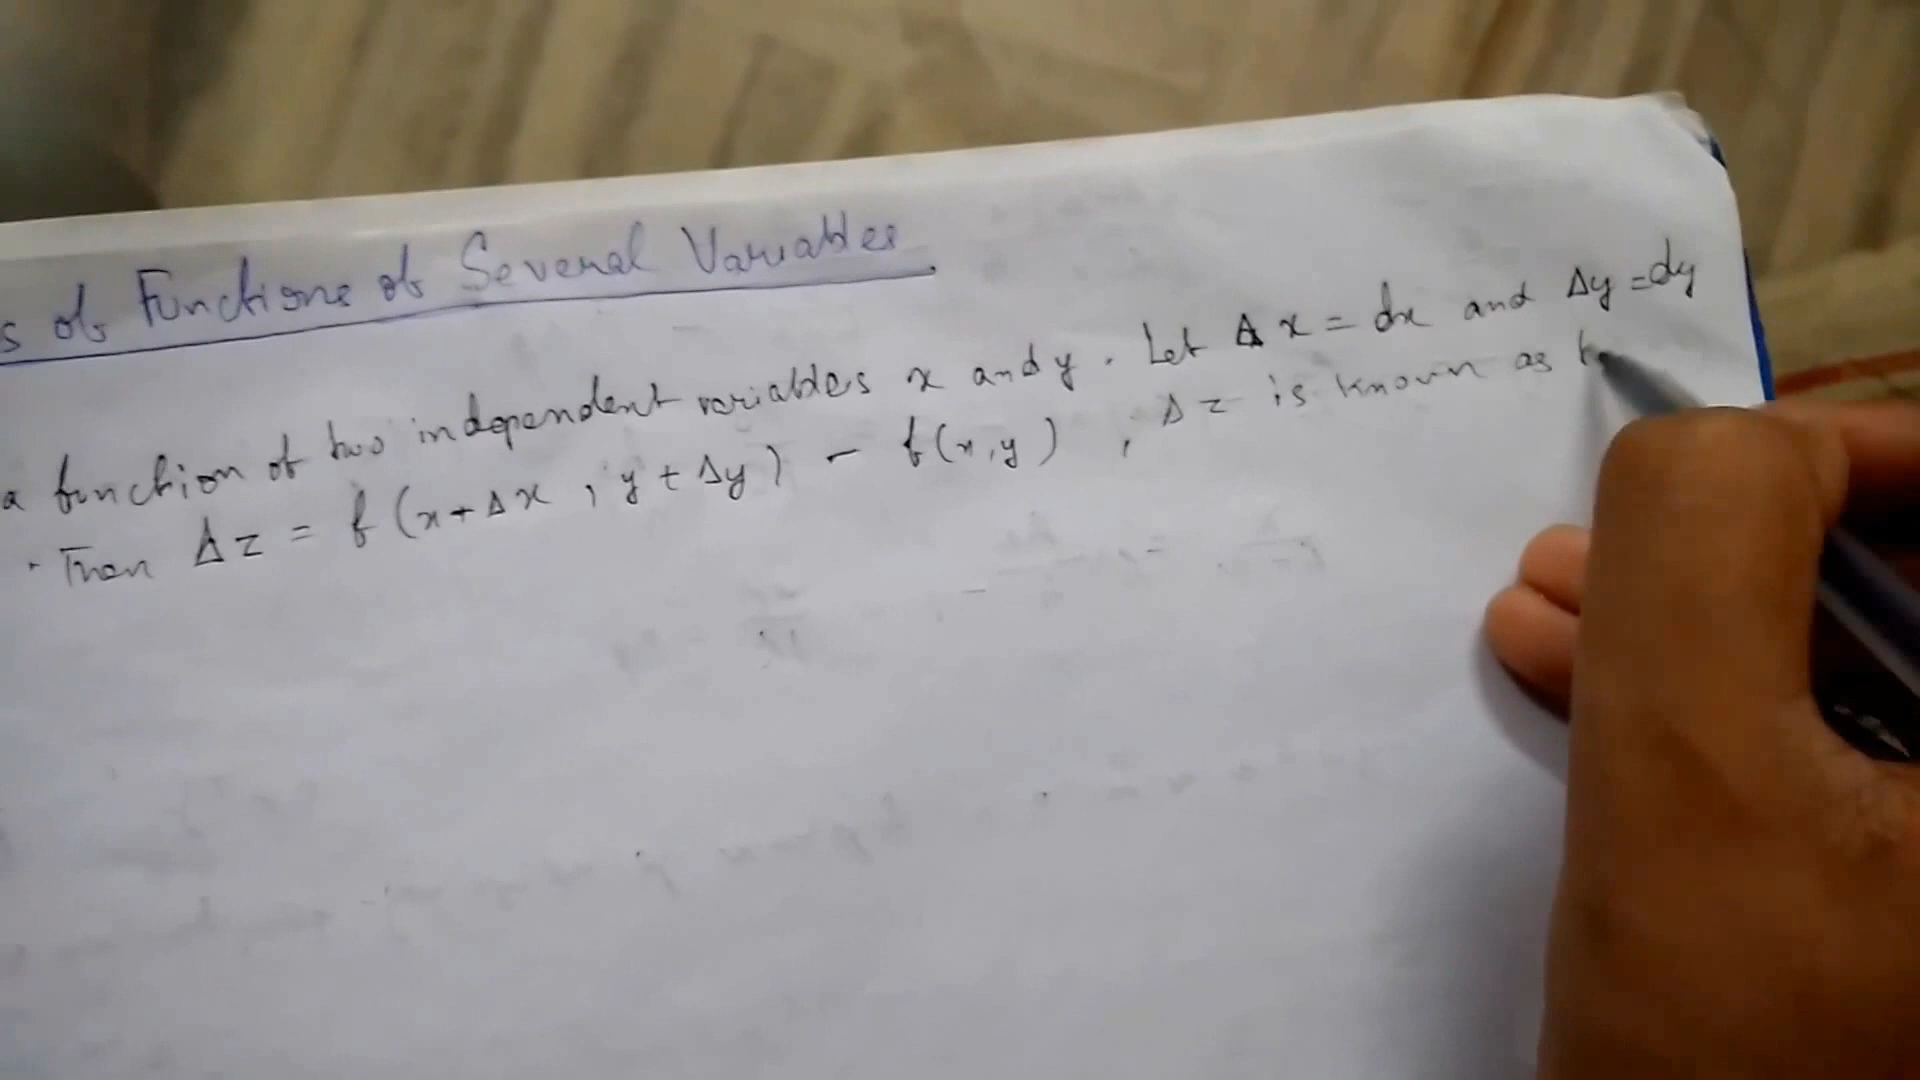 s of Functions of Several Variables
a function of two independent variables x and y. Let Δx = dx and Δy = dy
. Then Δz = f(x+Δx, y+Δy) - f(x,y), Δz is known as